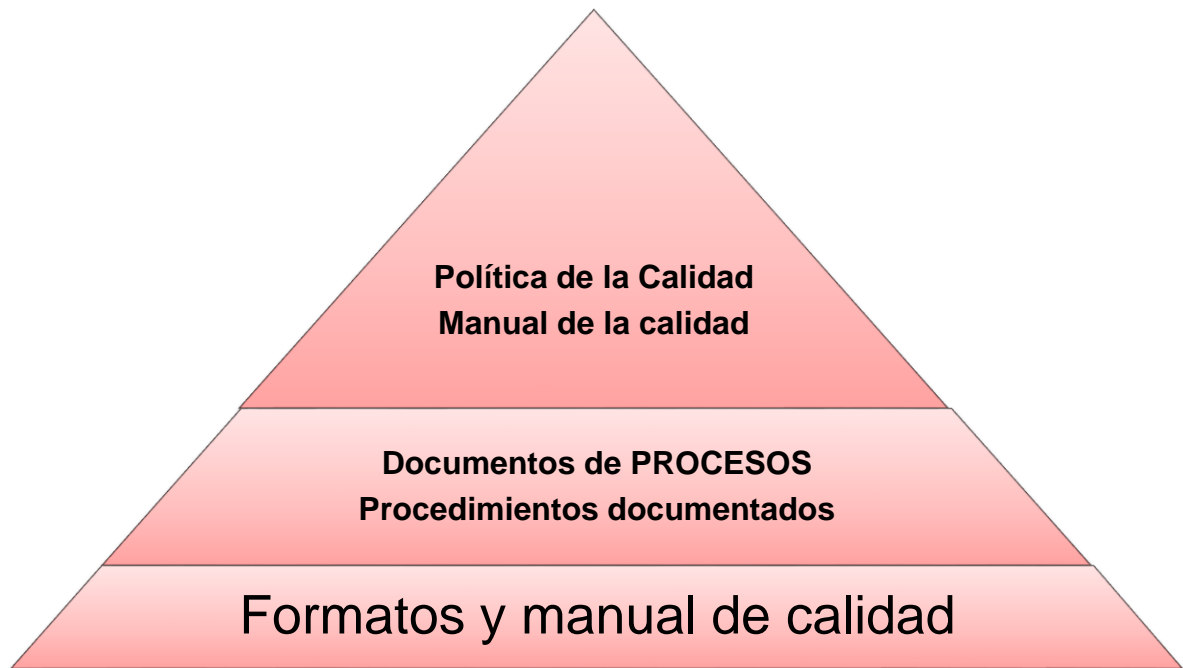 Política de la Calidad
Manual de la calidad
Documentos de PROCESOS
Procedimientos documentados
Formatos y manual de calidad